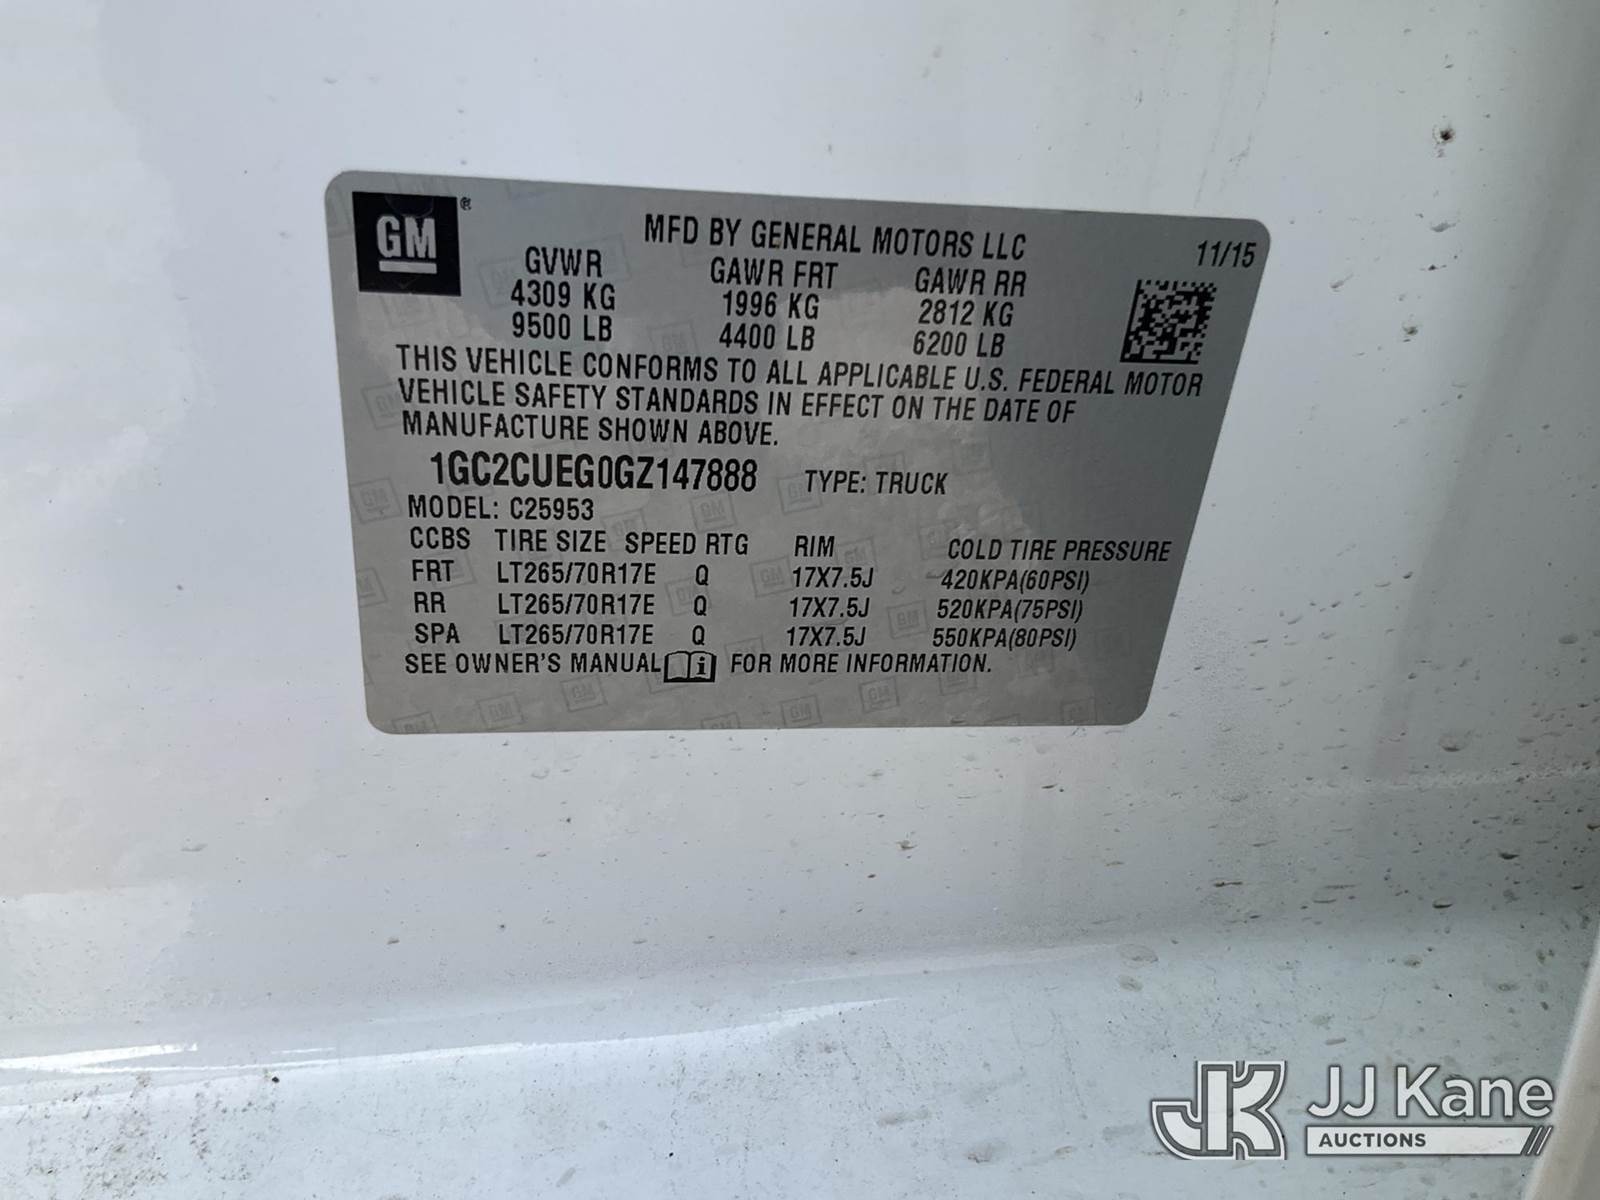 GM®
MFD BY GENERAL MOTORS LLC 11/15
GVWR GAWR FRT GAWR RR
4309 KG 1996 KG 2812 KG
9500 LB 4400 LB 6200 LB
THIS VEHICLE CONFORMS TO ALL APPLICABLE U.S. FEDERAL MOTOR
VEHICLE SAFETY STANDARDS IN EFFECT ON THE DATE OF
MANUFACTURE SHOWN ABOVE.
1GC2CUEG0GZ147888 TYPE: TRUCK
MODEL: C25953
CCBS TIRE SIZE SPEED RTG RIM COLD TIRE PRESSURE
FRT LT265/70R17E Q 17X7.5J 420KPA(60PSI)
RR LT265/70R17E Q 17X7.5J 520KPA(75PSI)
SPA LT265/70R17E Q 17X7.5J 550KPA(80PSI)
SEE OWNER'S MANUAL i FOR MORE INFORMATION.
JK JJ Kane
AUCTIONS